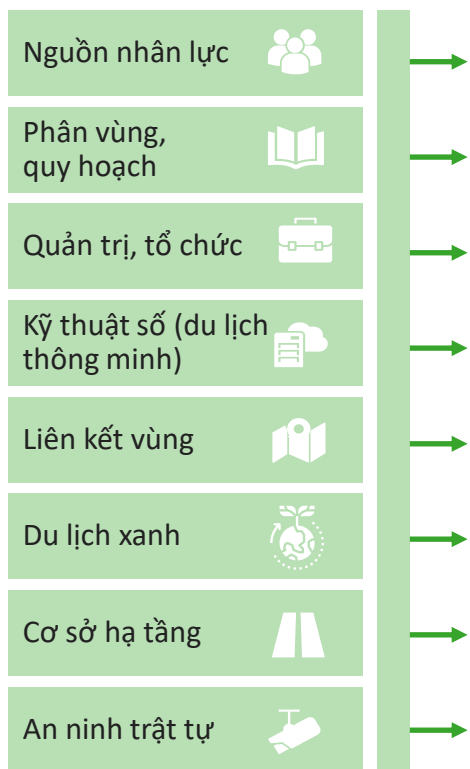 Nguồn nhân lực
Phân vùng,
quy hoạch
Quản trị, tổ chức
Kỹ thuật số (du lịch
thông minh)
Liên kết vùng
Du lịch xanh
Cơ sở hạ tầng
An ninh trật tự